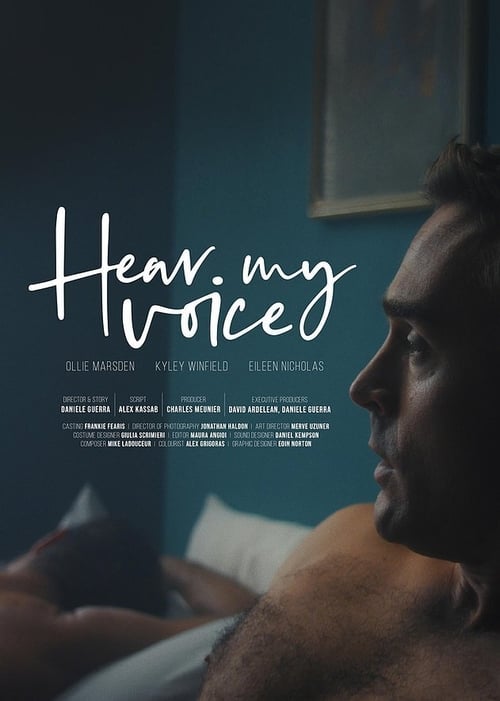 Hear my
voice
OLLIE MARSDEN KYLEY WINFIELD EILEEN NICHOLAS
DIRECTOR & STORY SCRIPT PRODUCER EXECUTIVE PRODUCERS
DANIELE GUERRA ALEX KASSAB CHARLES MEUNIER DAVID ARDELEAN, DANIELE GUERRA
CASTING FRANKIE FEARIS | DIRECTOR OF PHOTOGRAPHY JONATHAN HALDON | ART DIRECTOR MERVE UZUNER
COSTUME DESIGNER GIULIA SCRIMIERI | EDITOR MAURA ANGIOI | SOUND DESIGNER DANIEL KEMPSON
COMPOSER MIKE LADOUCEUR | COLOURIST ALEX GRIGORAS | GRAPHIC DESIGNER EDIN NORTON